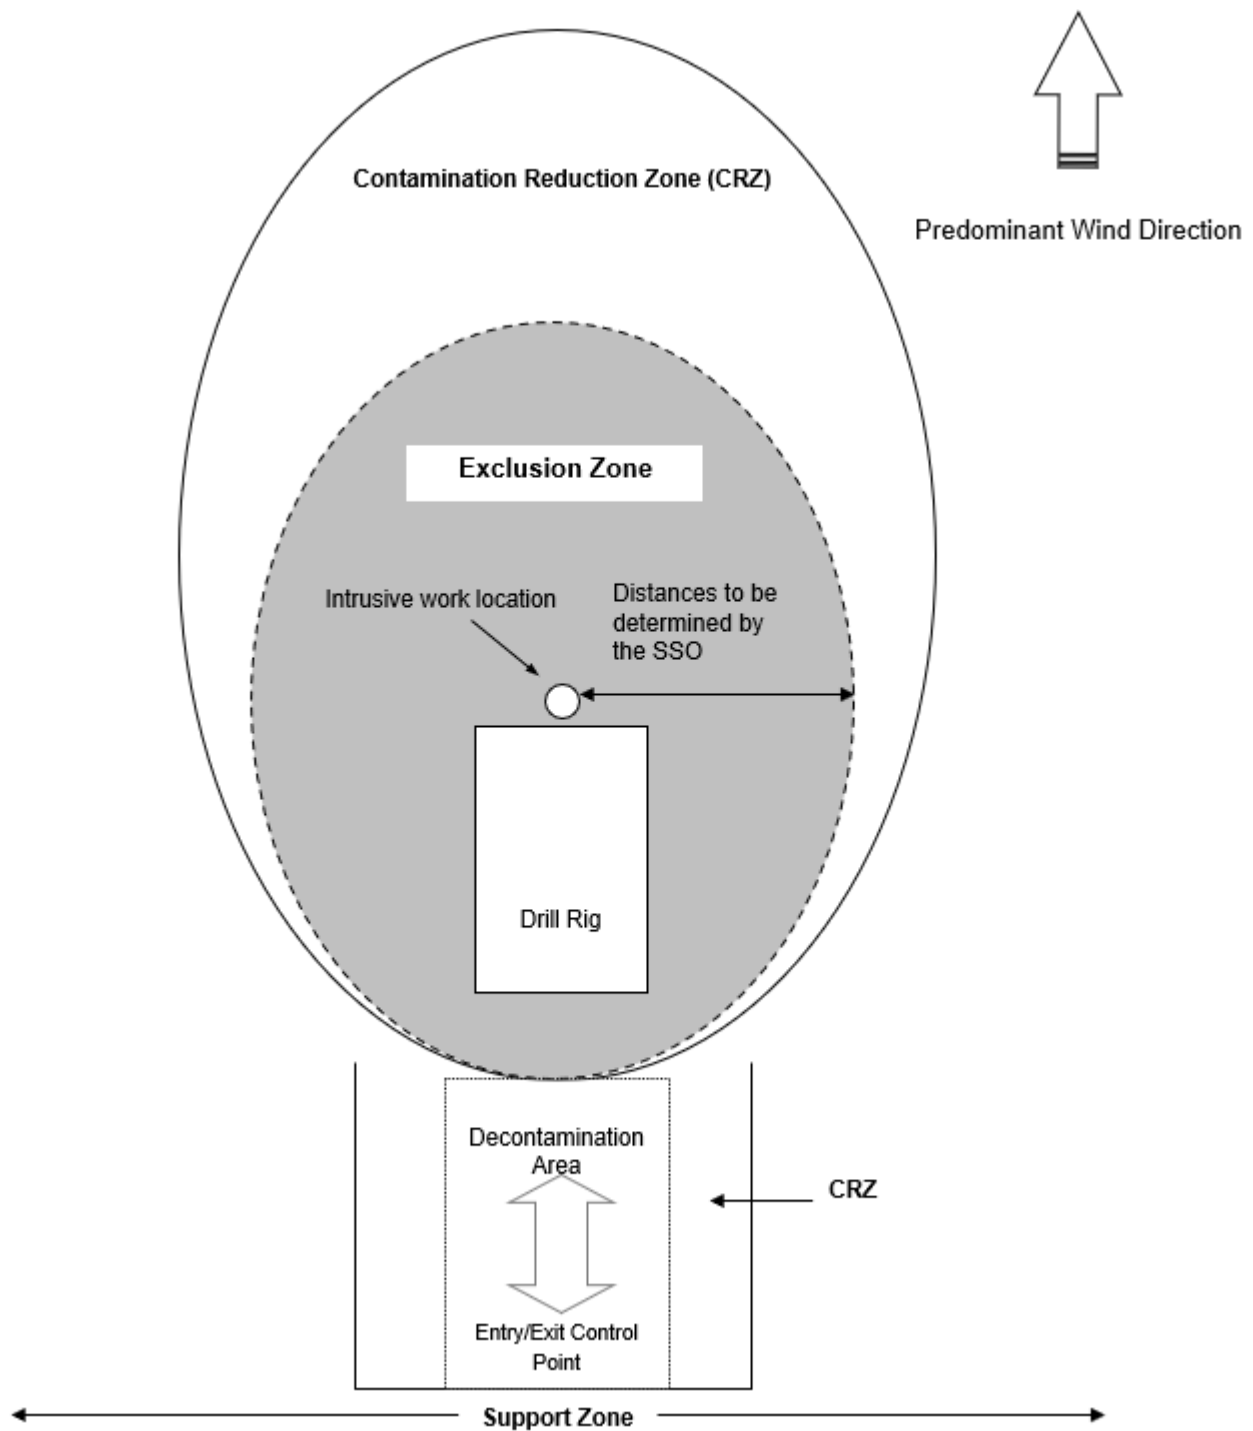 Contamination Reduction Zone (CRZ)
Predominant Wind Direction
Exclusion Zone
Intrusive work location
Distances to be
determined by
the SSO
Drill Rig
Decontamination
Area
CRZ
Entry/Exit Control
Point
Support Zone